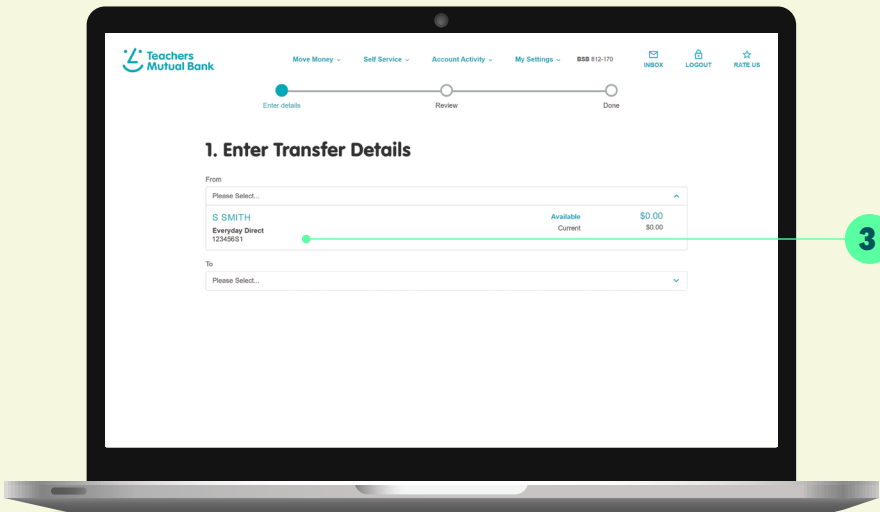 Teachers
Mutual Bank
Move Money
Self Service
Account Activity
My Settings
BSB 812-170
INBOX
LOGOUT
RATE US
Enter details
Review
Done
1. Enter Transfer Details
From
Please Select...
S SMITH
Available
$0.00
Everyday Direct
Current
$0.00
123456S1
3
To
Please Select...